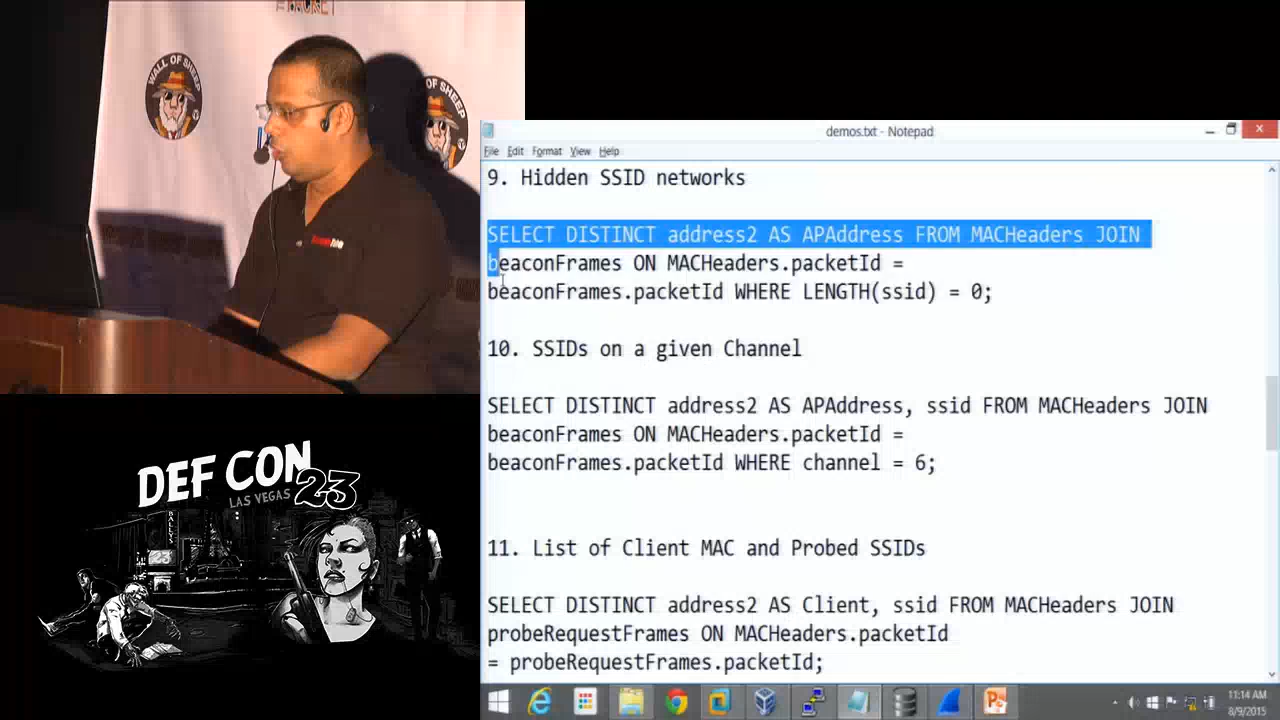 WALL OF SHEEP
WALL OF SHEEP
demos.txt - Notepad
File Edit Format View Help
9. Hidden SSID networks
SELECT DISTINCT address2 AS APAddress FROM MACHeaders JOIN
beaconFrames ON MACHeaders.packetId =
beaconFrames.packetId WHERE LENGTH(ssid) = 0;
10. SSIDs on a given Channel
SELECT DISTINCT address2 AS APAddress, ssid FROM MACHeaders JOIN
beaconFrames ON MACHeaders.packetId =
beaconFrames.packetId WHERE channel = 6;
11. List of Client MAC and Probed SSIDs
SELECT DISTINCT address2 AS Client, ssid FROM MACHeaders JOIN
probeRequestFrames ON MACHeaders.packetId
= probeRequestFrames.packetId;
DEF CON
LAS VEGAS 23
BALLYS
11:14 AM
8/9/2015